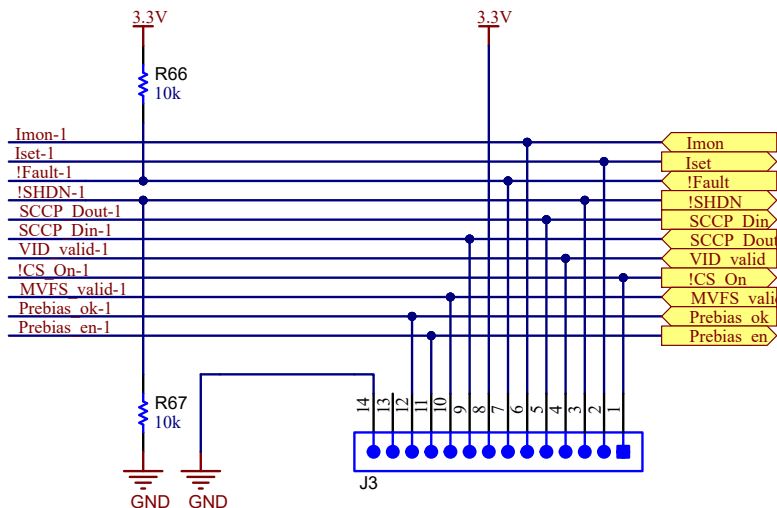 3.3V
3.3V
R66
10k
Imon-1
Imon
Iset-1
Iset
!Fault-1
!Fault
!SHDN-1
!SHDN
SCCP_Dout-1
SCCP_Din
SCCP_Din-1
SCCP_Dout
VID_valid-1
VID_valid
!CS_On-1
!CS_On
MVFS_valid-1
MVFS_vali
Prebias_ok-1
Prebias_ok
Prebias_en-1
Prebias_en
14 13 12 11 10 9 8 7 6 5 4 3 2 1
R67
10k
J3
GND
GND